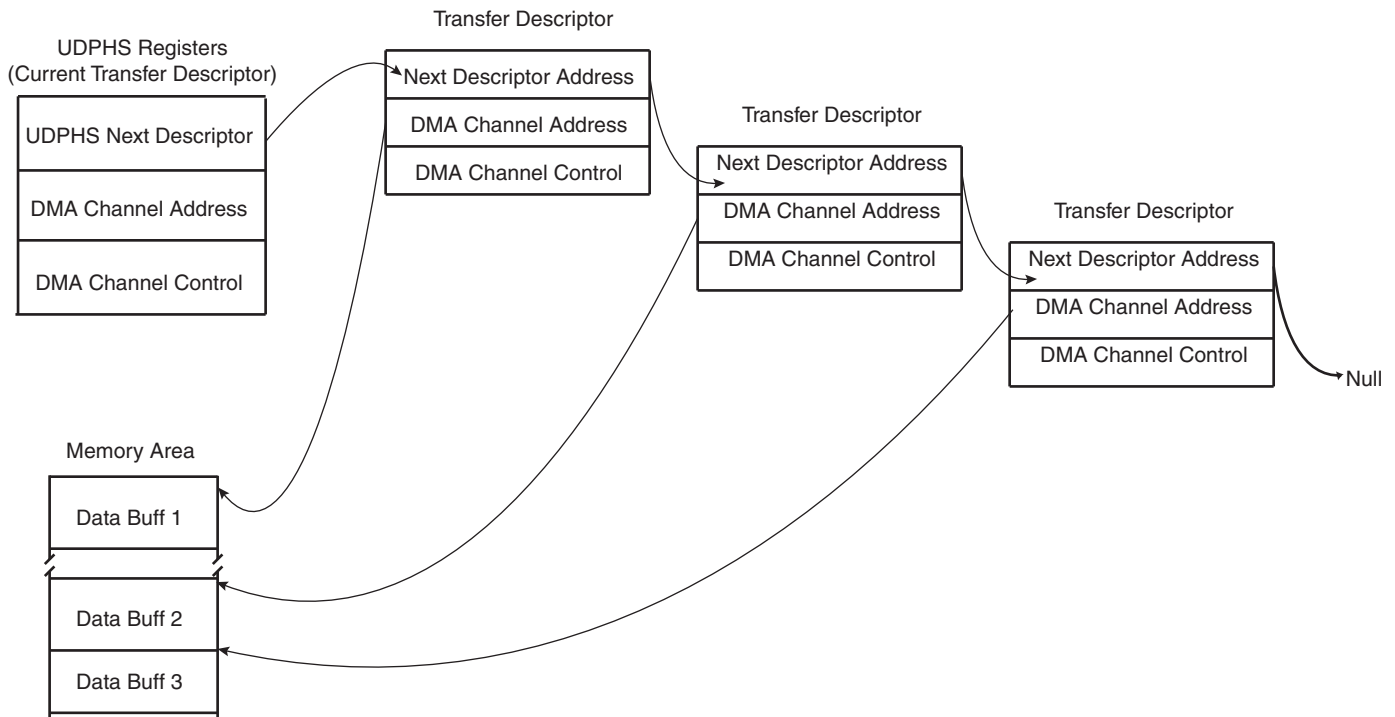 UDPHS Registers
(Current Transfer Descriptor)
UDPHS Next Descriptor
DMA Channel Address
DMA Channel Control
Transfer Descriptor
Next Descriptor Address
DMA Channel Address
DMA Channel Control
Transfer Descriptor
Next Descriptor Address
DMA Channel Address
DMA Channel Control
Transfer Descriptor
Next Descriptor Address
DMA Channel Address
DMA Channel Control
Null
Memory Area
Data Buff 1
Data Buff 2
Data Buff 3